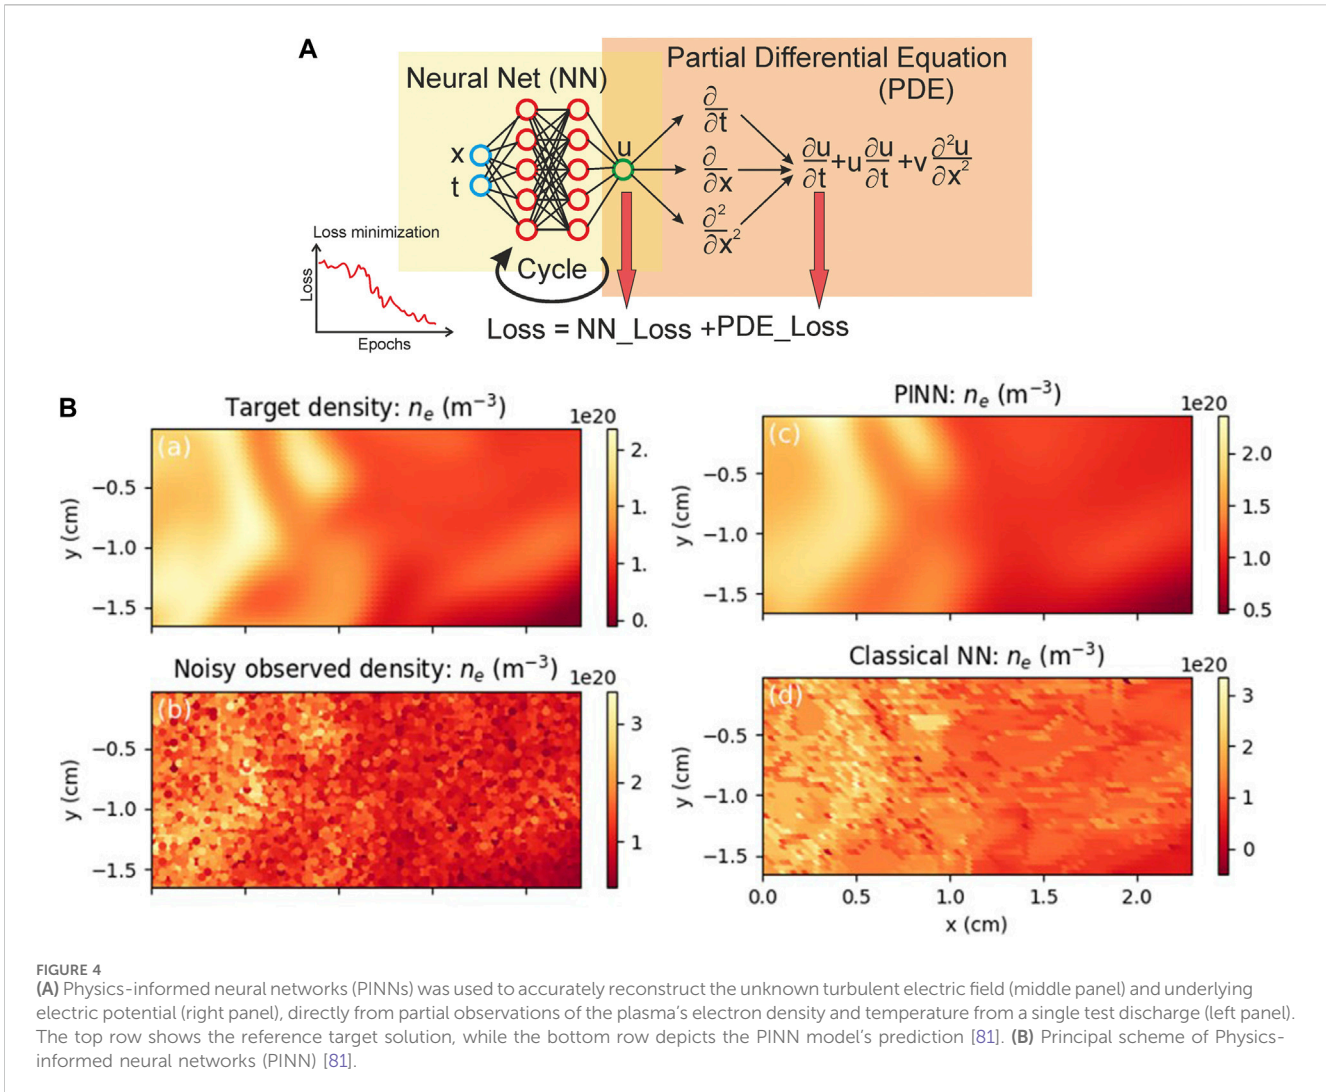 A
Neural Net (NN)
Partial Differential Equation
(PDE)
x
t
u
∂/∂t
∂/∂x
∂²/∂x²
∂u/∂t +u ∂u/∂t +v ∂²u/∂x²
Cycle
Loss minimization
Loss
Epochs
Loss = NN_Loss +PDE_Loss
B
Target density: nₑ (m⁻³)
1e20
(a)
y (cm)
−0.5
−1.0
−1.5
2.
1.
1.
0.
PINN: nₑ (m⁻³)
1e20
(c)
y (cm)
−0.5
−1.0
−1.5
2.0
1.5
1.0
0.5
Noisy observed density: nₑ (m⁻³)
1e20
(b)
y (cm)
−0.5
−1.0
−1.5
3
2
1
Classical NN: nₑ (m⁻³)
1e20
(d)
y (cm)
−0.5
−1.0
−1.5
3
2
1
0
0.0 0.5 1.0 1.5 2.0
x (cm)
FIGURE 4
(A) Physics-informed neural networks (PINNs) was used to accurately reconstruct the unknown turbulent electric field (middle panel) and underlying
electric potential (right panel), directly from partial observations of the plasma's electron density and temperature from a single test discharge (left panel).
The top row shows the reference target solution, while the bottom row depicts the PINN model's prediction [81]. (B) Principal scheme of Physics-
informed neural networks (PINN) [81].